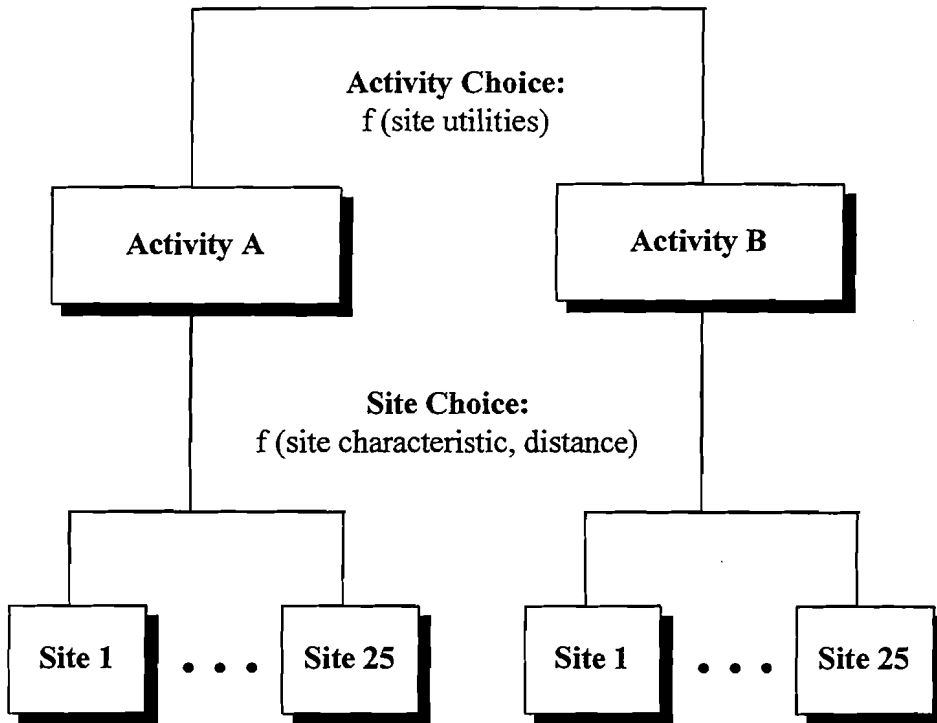 Activity Choice:
f (site utilities)
Activity A
Activity B
Site Choice:
f (site characteristic, distance)
Site 1
• • •
Site 25
Site 1
• • •
Site 25